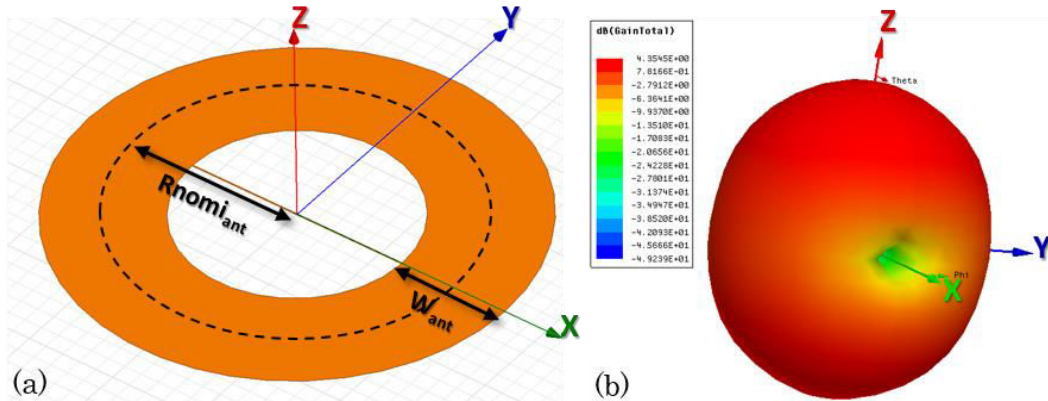 Z
Y
Rnomi_ant
W_ant
X
(a)
dB(GainTotal)
4.3545E+00
7.8166E-01
-2.7912E+00
-6.3641E+00
-9.9370E+00
-1.3510E+01
-1.7083E+01
-2.0656E+01
-2.4228E+01
-2.7801E+01
-3.1374E+01
-3.4947E+01
-3.8520E+01
-4.2093E+01
-4.5666E+01
-4.9239E+01
Z
Theta
Y
Phi
X
(b)